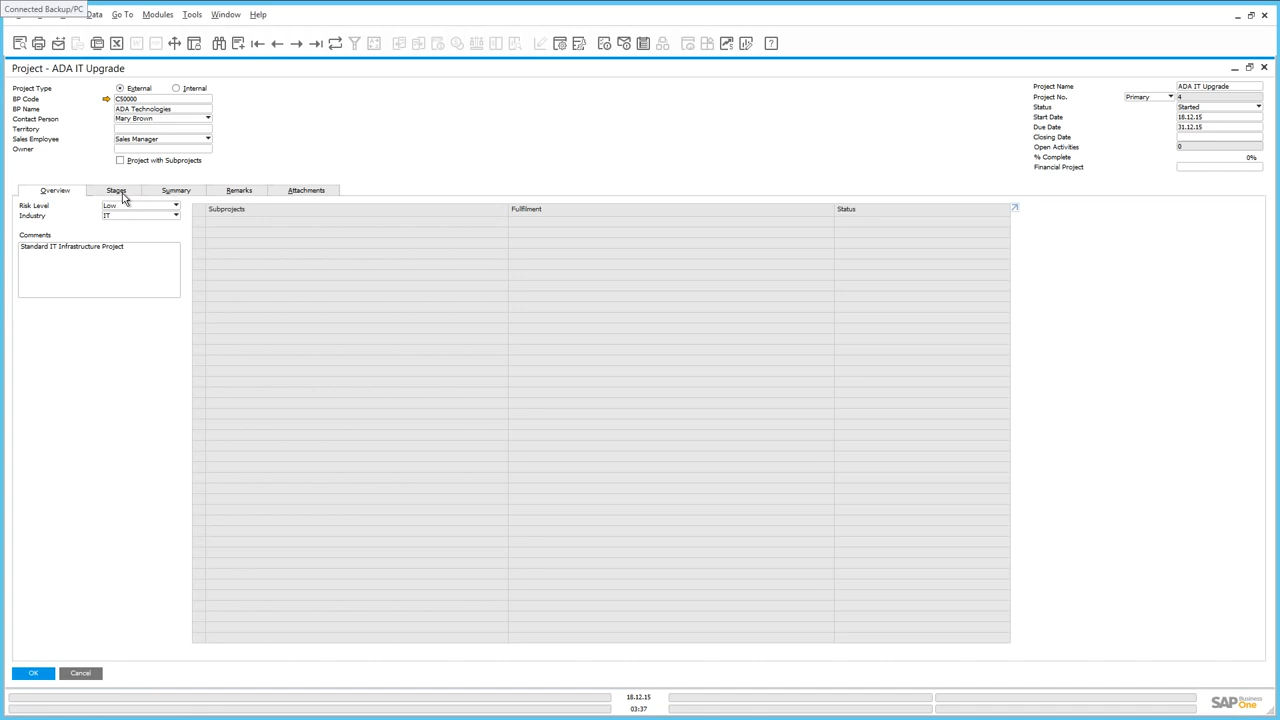 Connected Backup/PC
Data Go To Modules Tools Window Help
Project - ADA IT Upgrade
Project Type External Internal
BP Code C50000
BP Name ADA Technologies
Contact Person Mary Brown
Territory
Sales Employee Sales Manager
Owner
Project with Subprojects
Project Name ADA IT Upgrade
Project No. Primary 4
Status Started
Start Date 18.12.15
Due Date 31.12.15
Closing Date
Open Activities 0
% Complete 0%
Financial Project
Overview Stages Summary Remarks Attachments
Risk Level Low
Industry IT
Comments
Standard IT Infrastructure Project
Subprojects Fullfilment Status
OK Cancel
18.12.15
03:37
SAP Business One